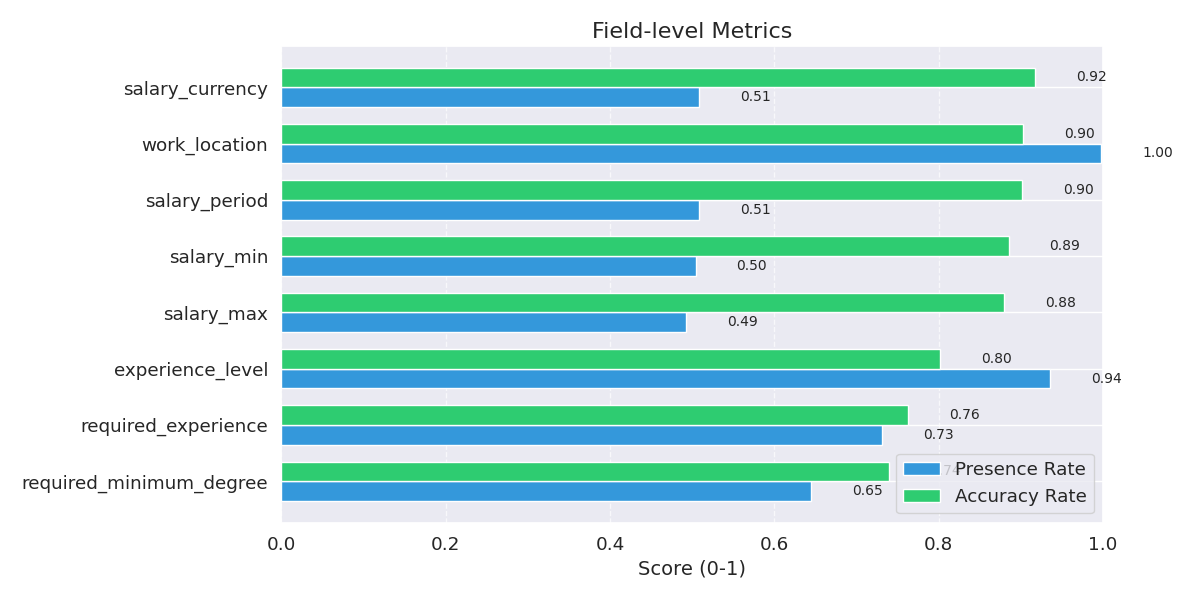 Field-level Metrics
salary_currency
0.92
0.51
work_location
0.90
1.00
salary_period
0.90
0.51
salary_min
0.89
0.50
salary_max
0.88
0.49
experience_level
0.80
0.94
required_experience
0.76
0.73
required_minimum_degree
0.65
Presence Rate
Accuracy Rate
0.0 0.2 0.4 0.6 0.8 1.0
Score (0-1)